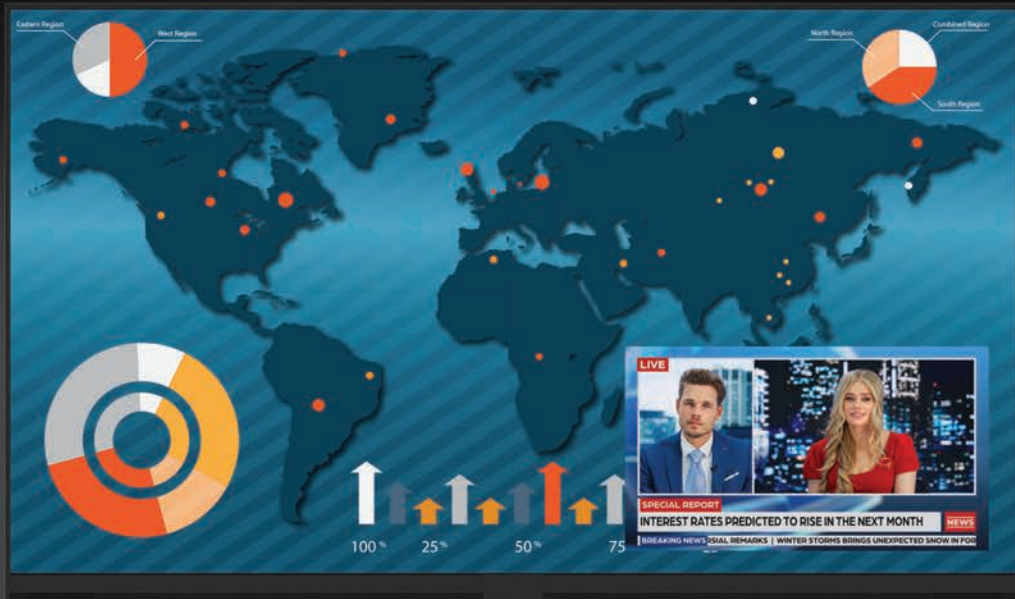 Eastern Region
West Region
North Region
Combined Region
South Region
LIVE
SPECIAL REPORT
INTEREST RATES PREDICTED TO RISE IN THE NEXT MONTH
NEWS
BREAKING NEWS
RSIAL REMARKS | WINTER STORMS BRINGS UNEXPECTED SNOW IN FOR
100 %
25 %
50 %
75